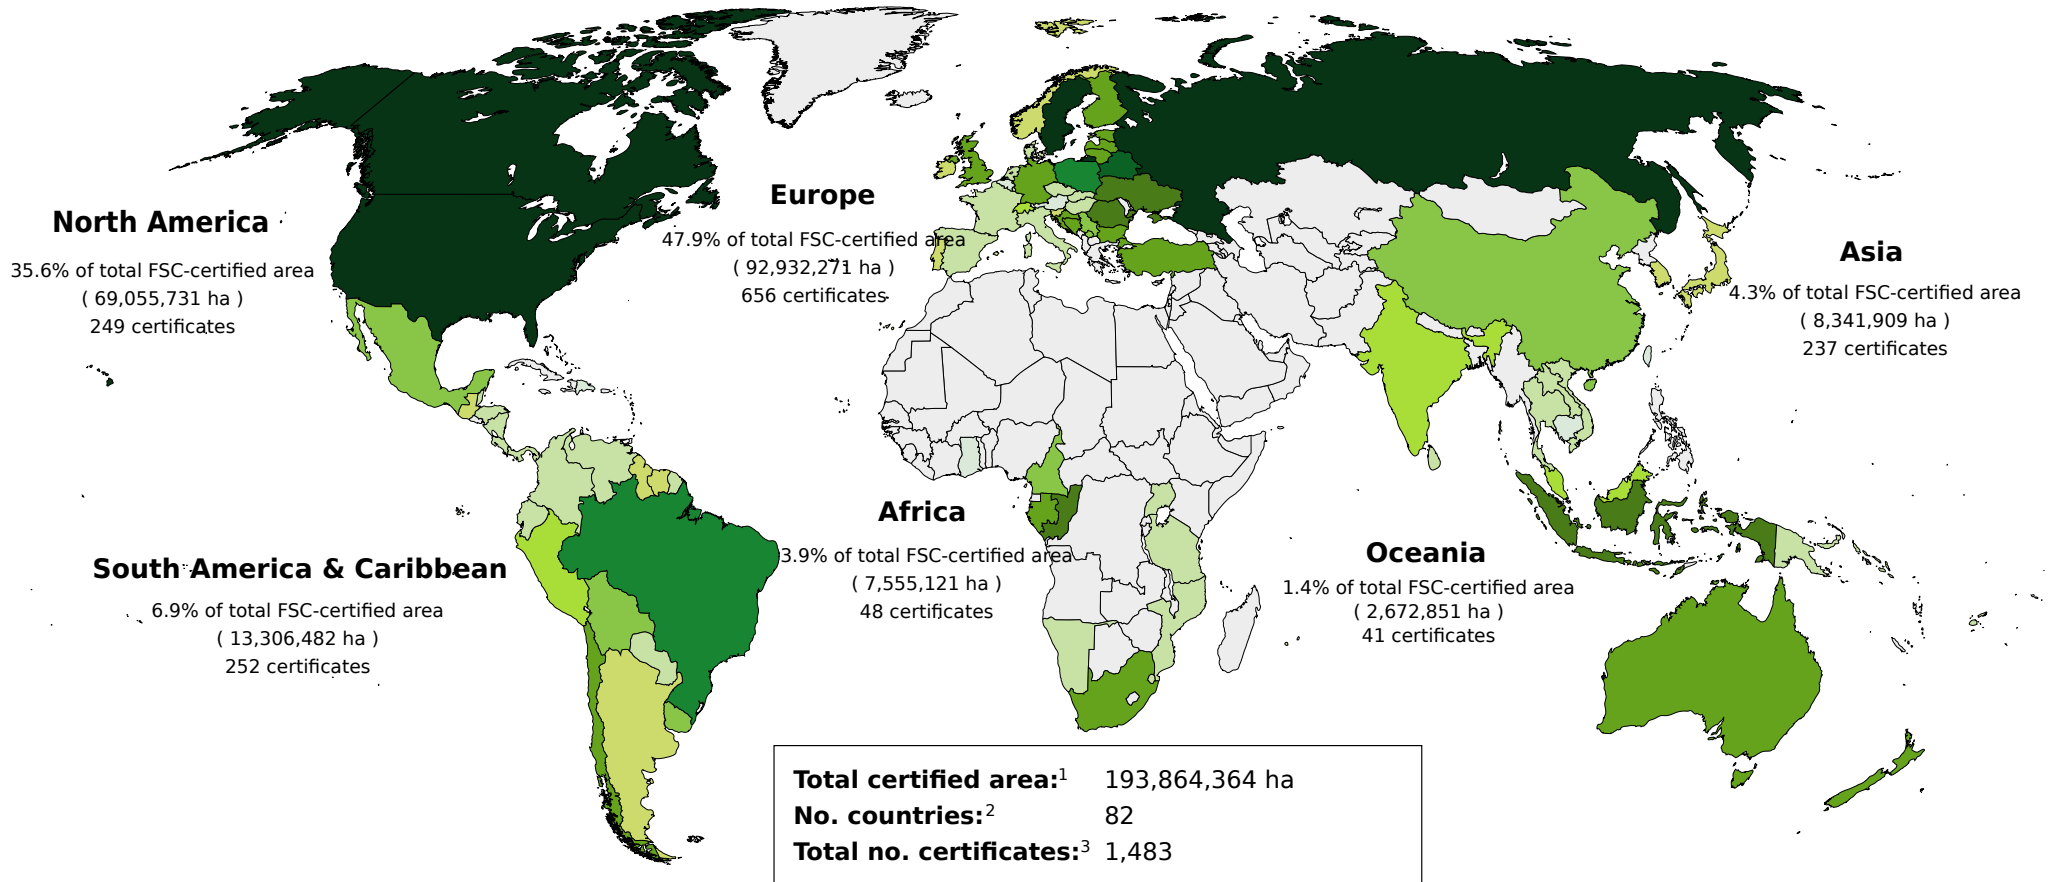 North America
35.6% of total FSC-certified area
( 69,055,731 ha )
249 certificates
Europe
47.9% of total FSC-certified area
( 92,932,271 ha )
656 certificates
Asia
4.3% of total FSC-certified area
( 8,341,909 ha )
237 certificates
South America & Caribbean
6.9% of total FSC-certified area
( 13,306,482 ha )
252 certificates
Africa
3.9% of total FSC-certified area
( 7,555,121 ha )
48 certificates
Oceania
1.4% of total FSC-certified area
( 2,672,851 ha )
41 certificates
Total certified area:¹ 193,864,364 ha
No. countries:² 82
Total no. certificates:³ 1,483